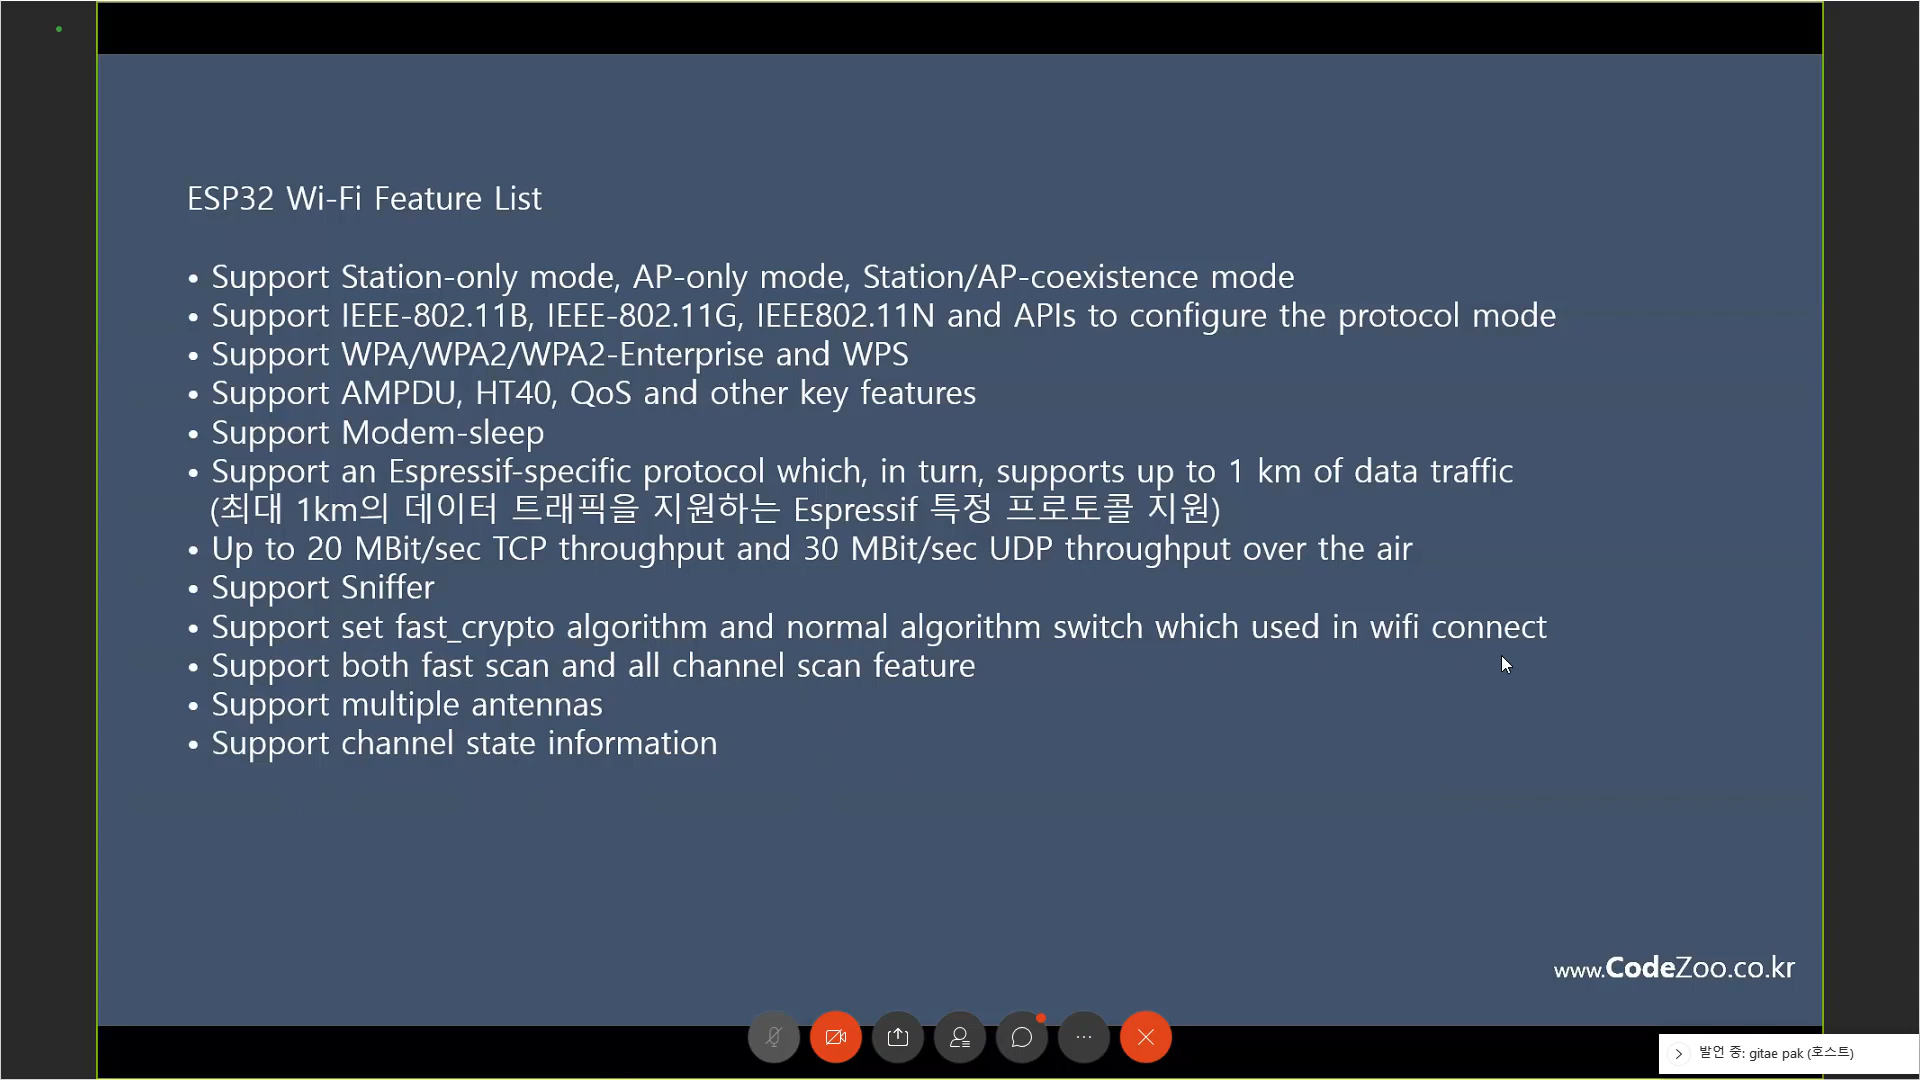 ESP32 Wi-Fi Feature List
• Support Station-only mode, AP-only mode, Station/AP-coexistence mode
• Support IEEE-802.11B, IEEE-802.11G, IEEE802.11N and APIs to configure the protocol mode
• Support WPA/WPA2/WPA2-Enterprise and WPS
• Support AMPDU, HT40, QoS and other key features
• Support Modem-sleep
• Support an Espressif-specific protocol which, in turn, supports up to 1 km of data traffic
(최대 1km의 데이터 트래픽을 지원하는 Espressif 특정 프로토콜 지원)
• Up to 20 MBit/sec TCP throughput and 30 MBit/sec UDP throughput over the air
• Support Sniffer
• Support set fast_crypto algorithm and normal algorithm switch which used in wifi connect
• Support both fast scan and all channel scan feature
• Support multiple antennas
• Support channel state information
www.CodeZoo.co.kr
발언 중: gitae pak (호스트)